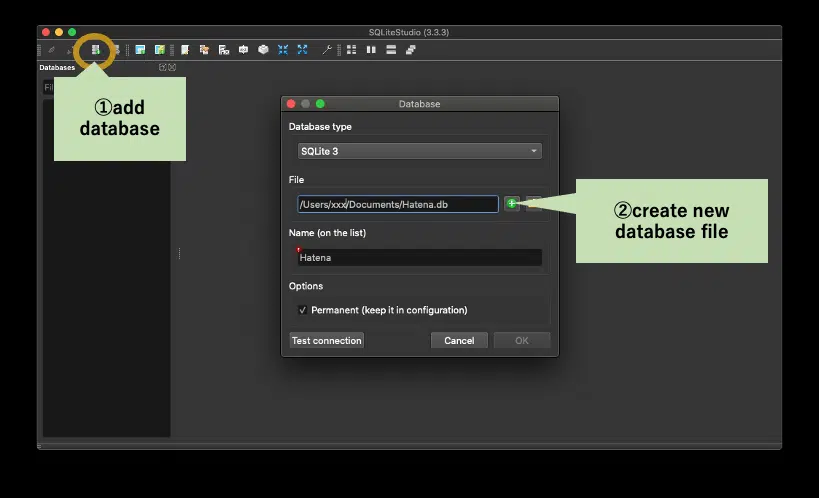 SQLiteStudio (3.3.3)
Databases
Fil
①add
database
Database
Database type
SQLite 3
File
/Users/xxx/Documents/Hatena.db
②create new
database file
Name (on the list)
Hatena
Options
Permanent (keep it in configuration)
Test connection
Cancel
OK